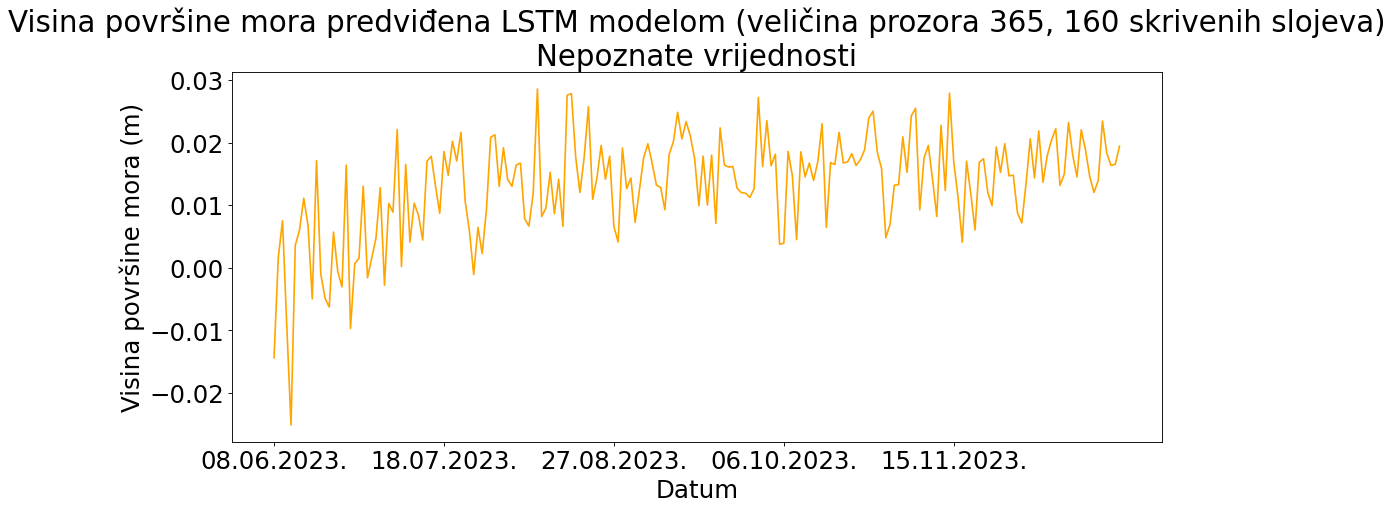 Visina površine mora predviđena LSTM modelom (veličina prozora 365, 160 skrivenih slojeva)
Nepoznate vrijednosti
Visina površine mora (m)
0.03
0.02
0.01
0.00
−0.01
−0.02
08.06.2023. 18.07.2023. 27.08.2023. 06.10.2023. 15.11.2023.
Datum